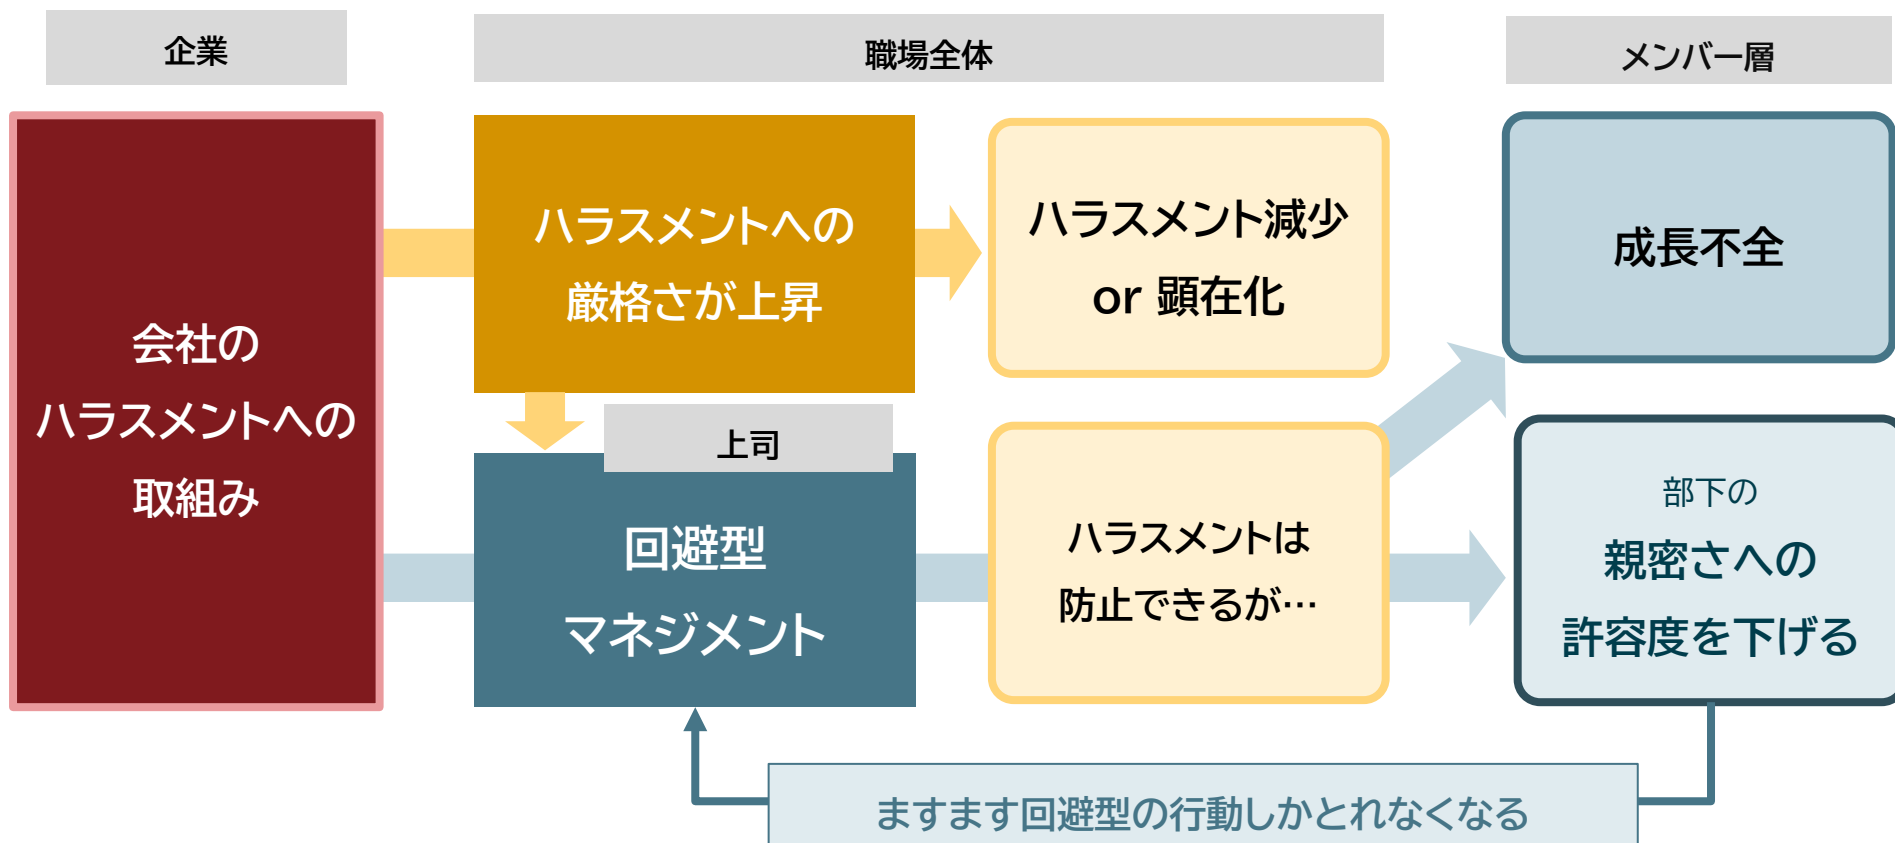 企業
職場全体
メンバー層
会社の
ハラスメントへの
取組み
ハラスメントへの
厳格さが上昇
ハラスメント減少
or 顕在化
成長不全
上司
回避型
マネジメント
ハラスメントは
防止できるが…
部下の
親密さへの
許容度を下げる
ますます回避型の行動しかとれなくなる